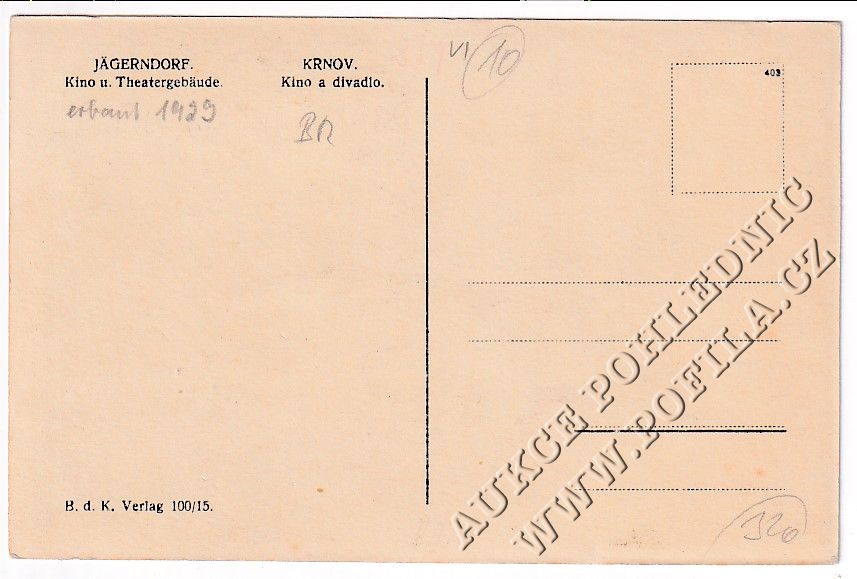 JÄGERNDORF.
Kino u. Theatergebäude.
erbaut 1929
KRNOV.
Kino a divadlo.
BR
VI
10
403
AUKCE POHLEDNIC
WWW.POFILA.CZ
B. d. K. Verlag 100/15.
320